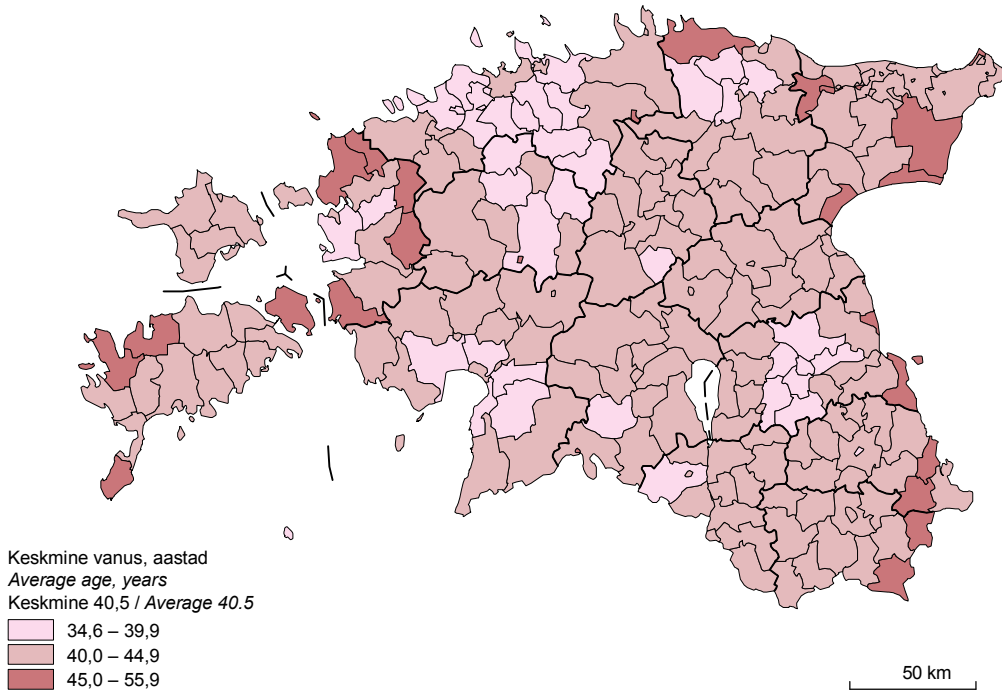 Keskmine vanus, aastad
Average age, years
Keskmine 40,5 / Average 40.5
34,6 – 39,9
40,0 – 44,9
45,0 – 55,9
50 km